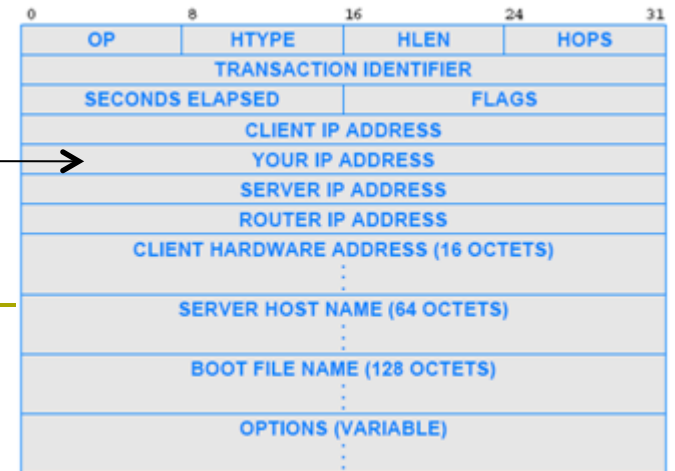 0 8 16 24 31
OP HTYPE HLEN HOPS
TRANSACTION IDENTIFIER
SECONDS ELAPSED FLAGS
CLIENT IP ADDRESS
YOUR IP ADDRESS
SERVER IP ADDRESS
ROUTER IP ADDRESS
CLIENT HARDWARE ADDRESS (16 OCTETS)
SERVER HOST NAME (64 OCTETS)
BOOT FILE NAME (128 OCTETS)
OPTIONS (VARIABLE)